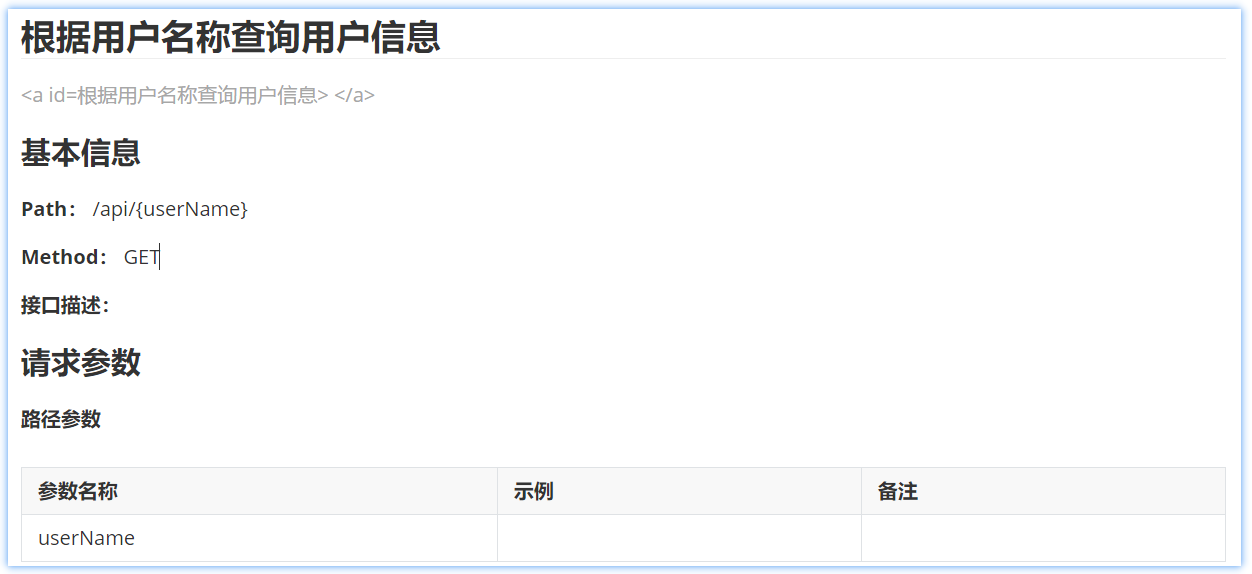 根据用户名称查询用户信息
<a id=根据用户名称查询用户信息> </a>
基本信息
Path： /api/{userName}
Method： GET
接口描述：
请求参数
路径参数
参数名称 示例 备注
userName